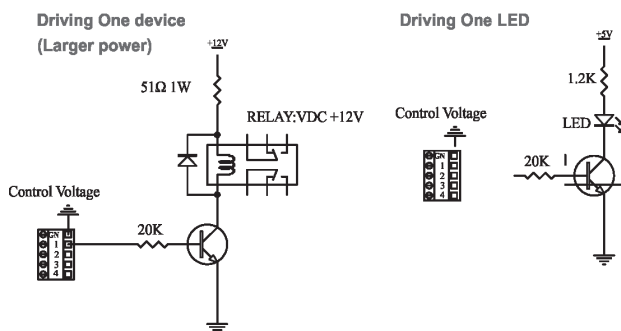 Driving One device
(Larger power)
+12V
51Ω 1W
RELAY:VDC +12V
Control Voltage
GN
1
2
3
4
20K
Driving One LED
+5V
1.2K
Control Voltage
LED
GN
1
2
3
4
20K
I